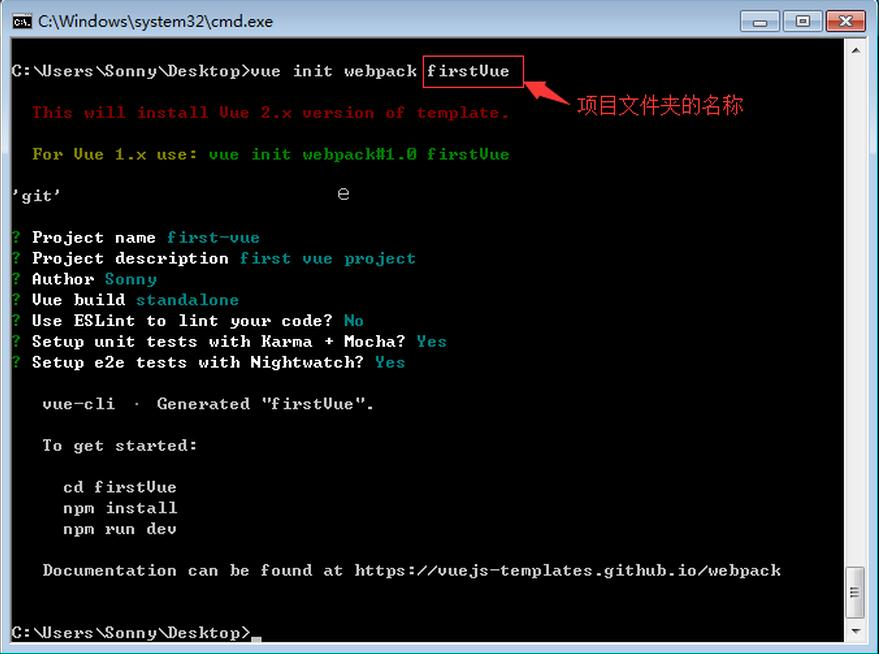 C:\Windows\system32\cmd.exe
C:\Users\Sonny\Desktop>vue init webpack firstVue
项目文件夹的名称
This will install Vue 2.x version of template.
For Vue 1.x use: vue init webpack#1.0 firstVue
'git'
e
? Project name first-vue
? Project description first vue project
? Author Sonny
? Vue build standalone
? Use ESLint to lint your code? No
? Setup unit tests with Karma + Mocha? Yes
? Setup e2e tests with Nightwatch? Yes
vue-cli · Generated "firstVue".
To get started:
cd firstVue
npm install
npm run dev
Documentation can be found at https://vuejs-templates.github.io/webpack
C:\Users\Sonny\Desktop>_